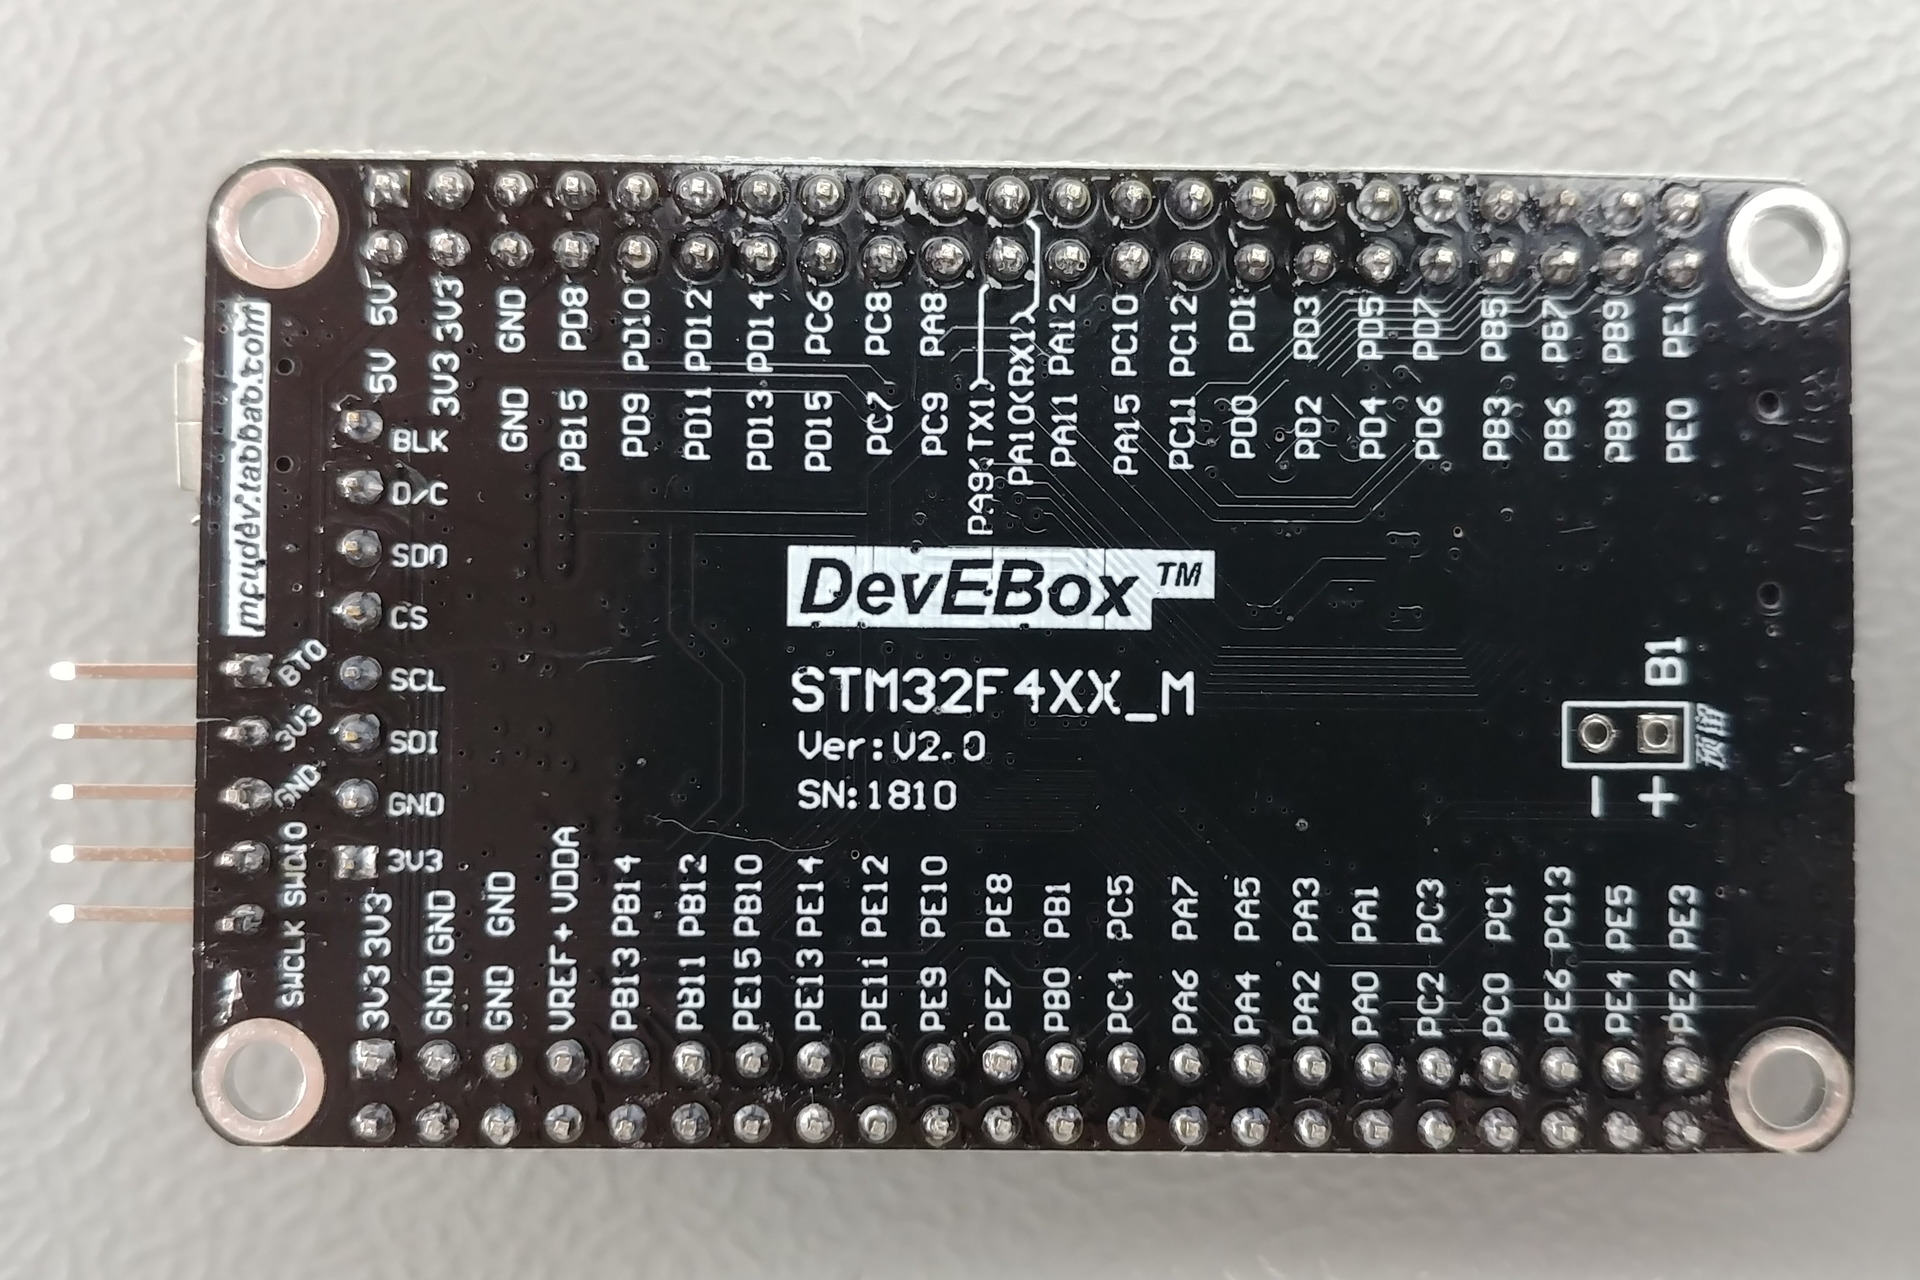 5V 3V3 GND PD8 PD10 PD12 PD14 PC6 PC8 PA8 PA10(RX1) PA12 PC10 PC12 PD1 PD3 PD5 PD7 PB5 PB7 PB9 PE1
5V 3V3 GND PB15 PD9 PD11 PD13 PD15 PC7 PC9 PA9(TX1) PA11 PA15 PC11 PD0 PD2 PD4 PD6 PB3 PB6 PB8 PE0
mcudev.taobao.com
BLK
D/C
SDO
CS
SCL
SDI
GND
3V3
BT0
3V3
GND
SWDIO
SWCLK
DevEBox™
STM32F4XX_M
Ver:V2.0
SN:1810
B1
预留
- +
3V3 GND GND VDDA PB14 PB12 PB10 PE14 PE12 PE10 PE8 PB1 PC5 PA7 PA5 PA3 PA1 PC3 PC1 PC13 PE5 PE3
3V3 GND GND VREF+ PB13 PB11 PE15 PE13 PE11 PE9 PE7 PB0 PC4 PA6 PA4 PA2 PA0 PC2 PC0 PE6 PE4 PE2